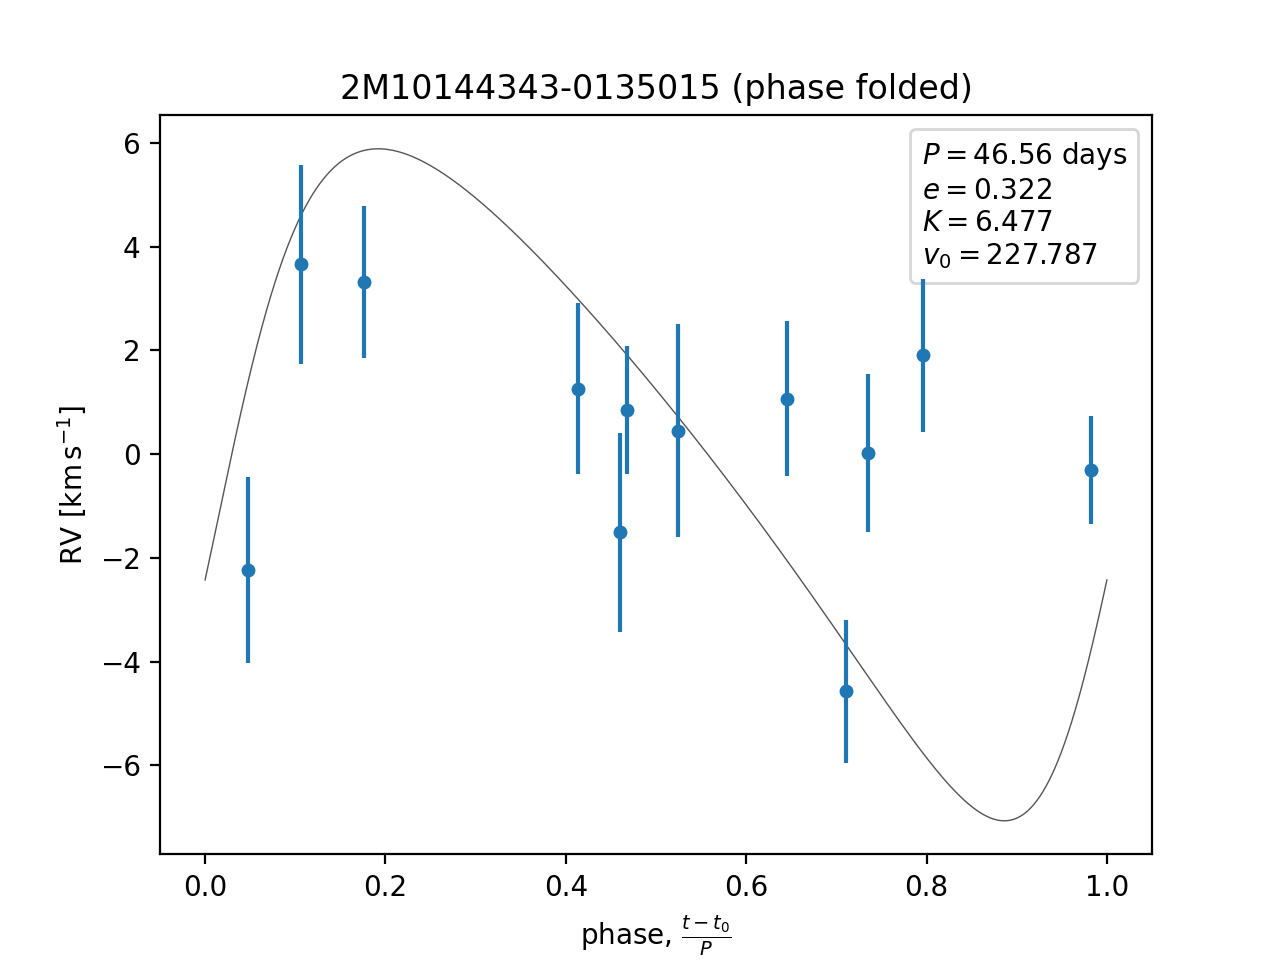 2M10144343-0135015 (phase folded)
P = 46.56 days
e = 0.322
K = 6.477
v₀ = 227.787
6
4
2
0
−2
−4
−6
RV [km s⁻¹]
0.0 0.2 0.4 0.6 0.8 1.0
phase, (t − t₀)/P